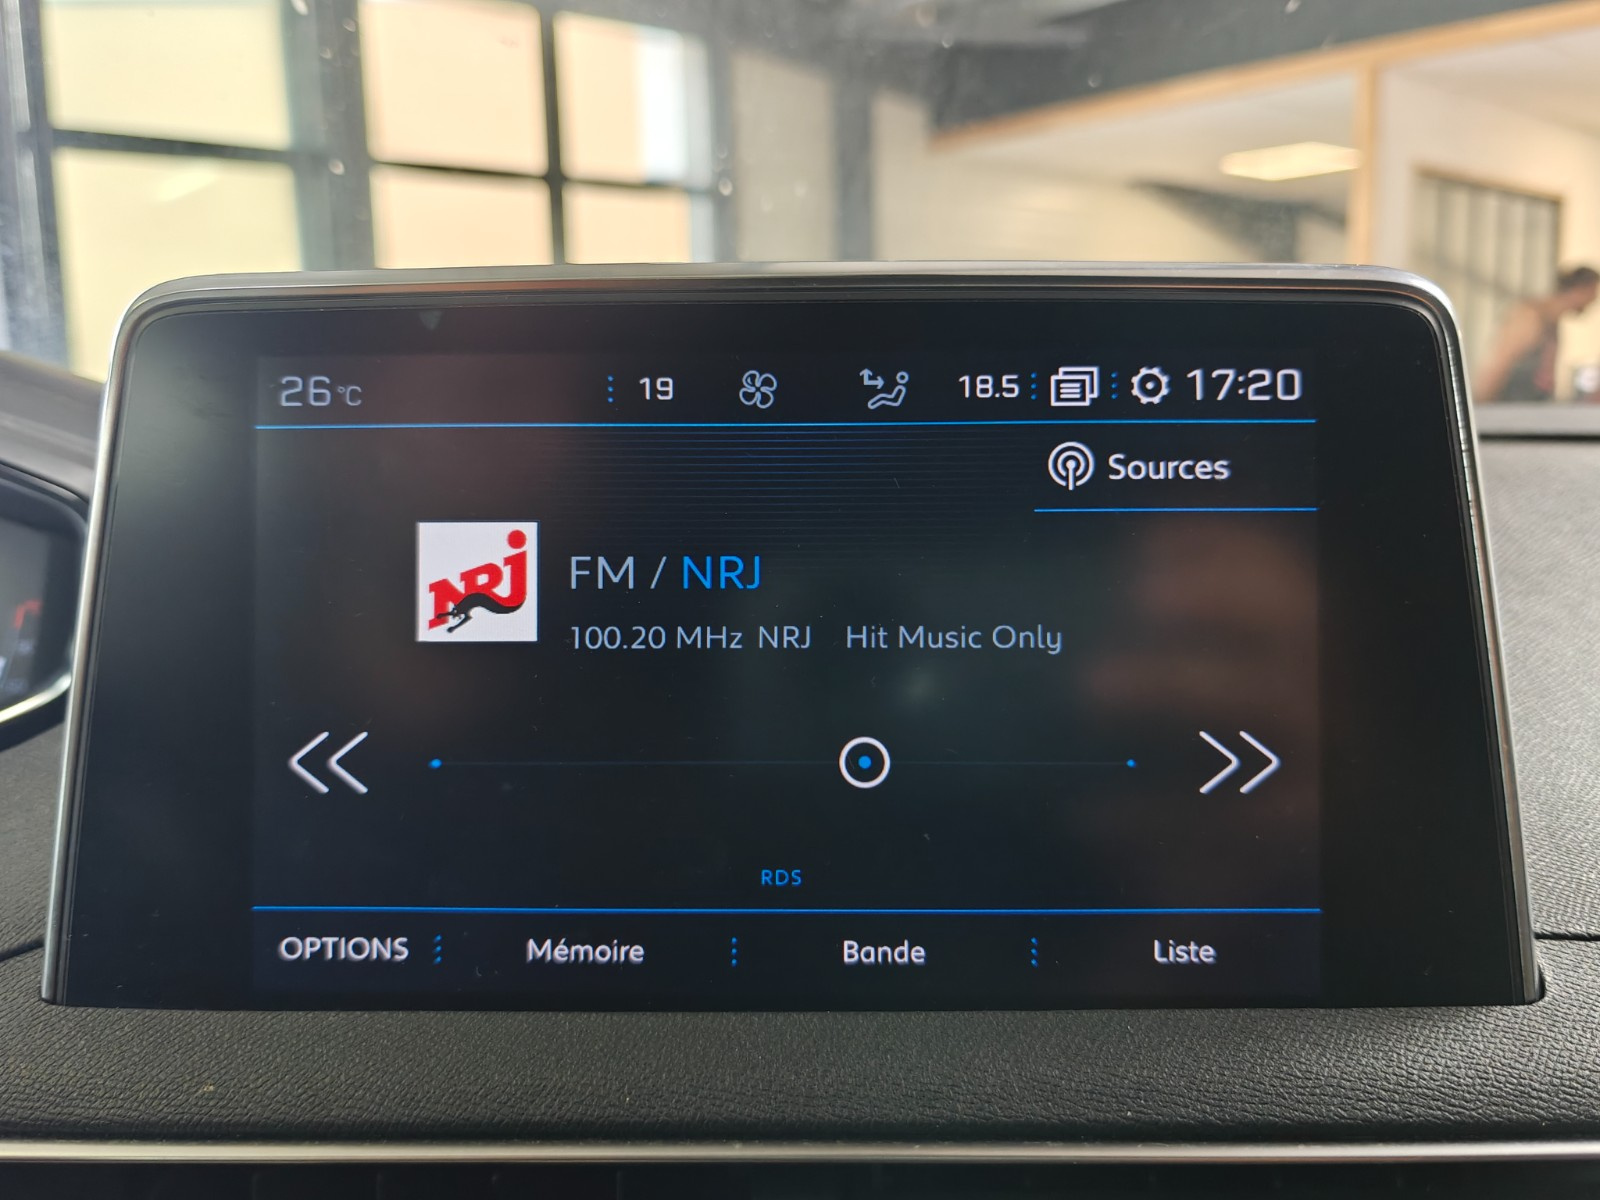 26°C 19 18.5 17:20
Sources
NRJ
FM / NRJ
100.20 MHz NRJ Hit Music Only
RDS
OPTIONS Mémoire Bande Liste